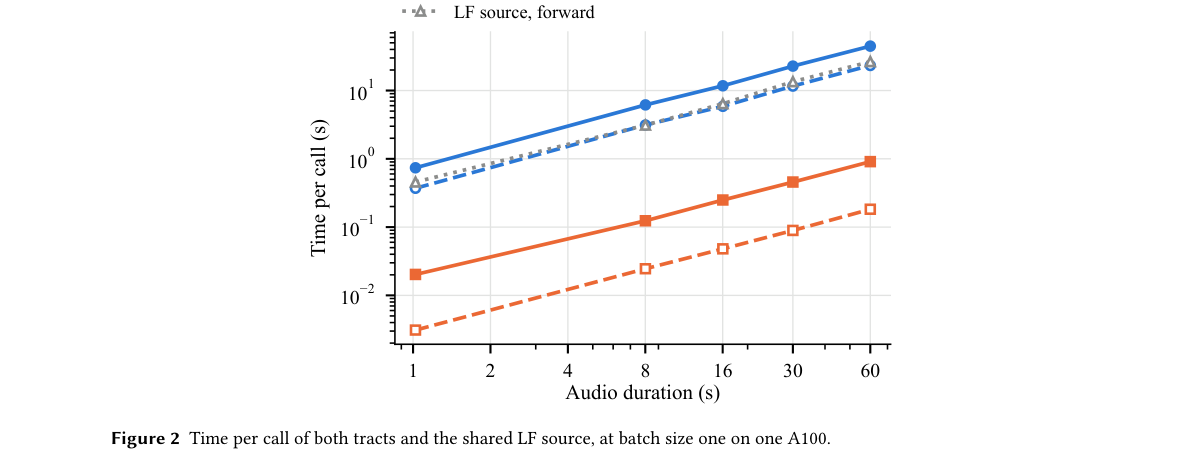 LF source, forward
Time per call (s)
10^1
10^0
10^−1
10^−2
1 2 4 8 16 30 60
Audio duration (s)
Figure 2 Time per call of both tracts and the shared LF source, at batch size one on one A100.